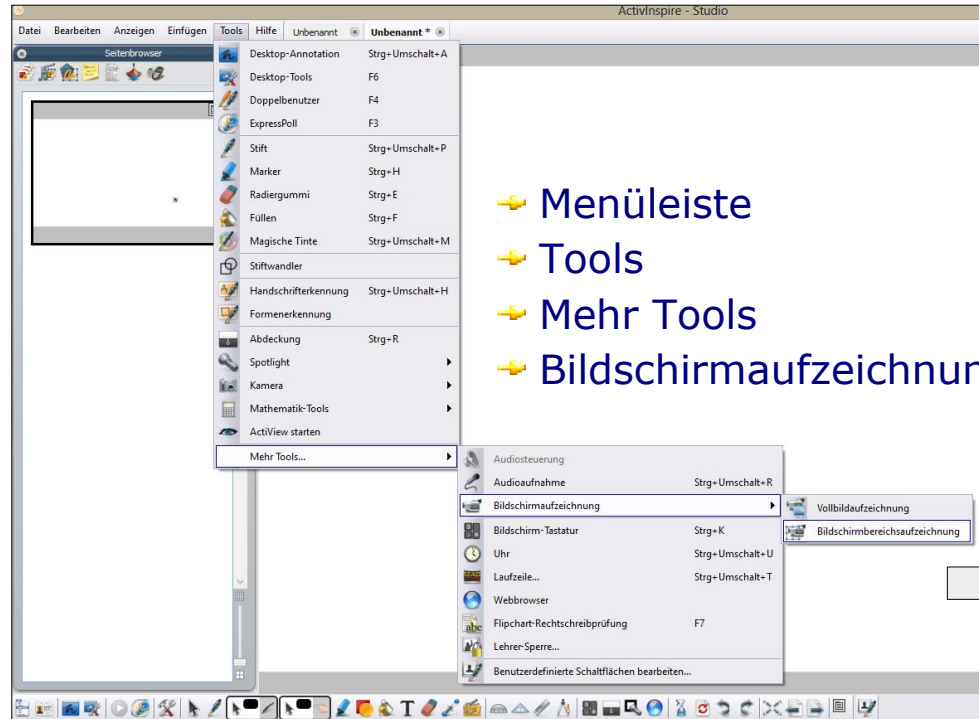 ActivInspire - Studio
Datei Bearbeiten Anzeigen Einfügen Tools Hilfe Unbenannt Unbenannt *
Seitenbrowser
Desktop-Annotation Strg+Umschalt+A
Desktop-Tools F6
Doppelbenutzer F4
ExpressPoll F3
Stift Strg+Umschalt+P
Marker Strg+H
Radiergummi Strg+E
Füllen Strg+F
Magische Tinte Strg+Umschalt+M
Stiftwandler
Handschrifterkennung Strg+Umschalt+H
Formenerkennung
Abdeckung Strg+R
Spotlight
Kamera
Mathematik-Tools
ActiView starten
Mehr Tools...
Menüleiste
Tools
Mehr Tools
Bildschirmaufzeichnun
Audiosteuerung
Audioaufnahme Strg+Umschalt+R
Bildschirmaufzeichnung
Bildschirm-Tastatur Strg+K
Uhr Strg+Umschalt+U
Laufzeile... Strg+Umschalt+T
Webbrowser
Flipchart-Rechtschreibprüfung F7
Lehrer-Sperre...
Benutzerdefinierte Schaltflächen bearbeiten...
Vollbildaufzeichnung
Bildschirmbereichsaufzeichnung